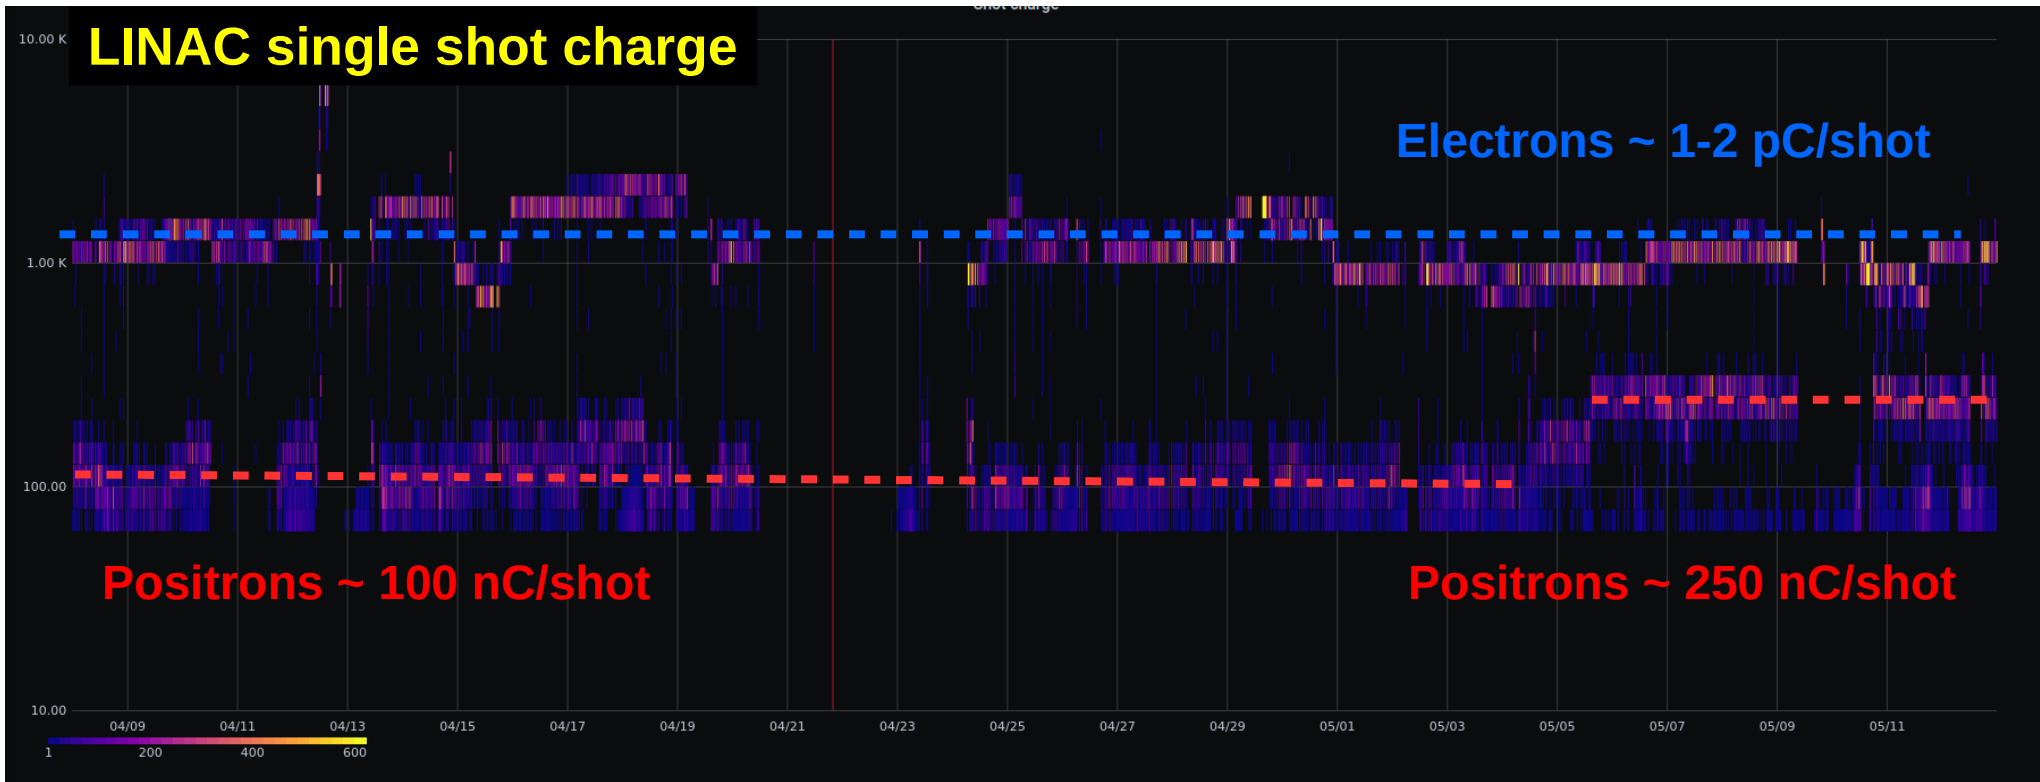 Shot charge
LINAC single shot charge
10.00 K
Electrons ~ 1-2 pC/shot
1.00 K
100.00
Positrons ~ 100 nC/shot
Positrons ~ 250 nC/shot
10.00
04/09 04/11 04/13 04/15 04/17 04/19 04/21 04/23 04/25 04/27 04/29 05/01 05/03 05/05 05/07 05/09 05/11
1 200 400 600